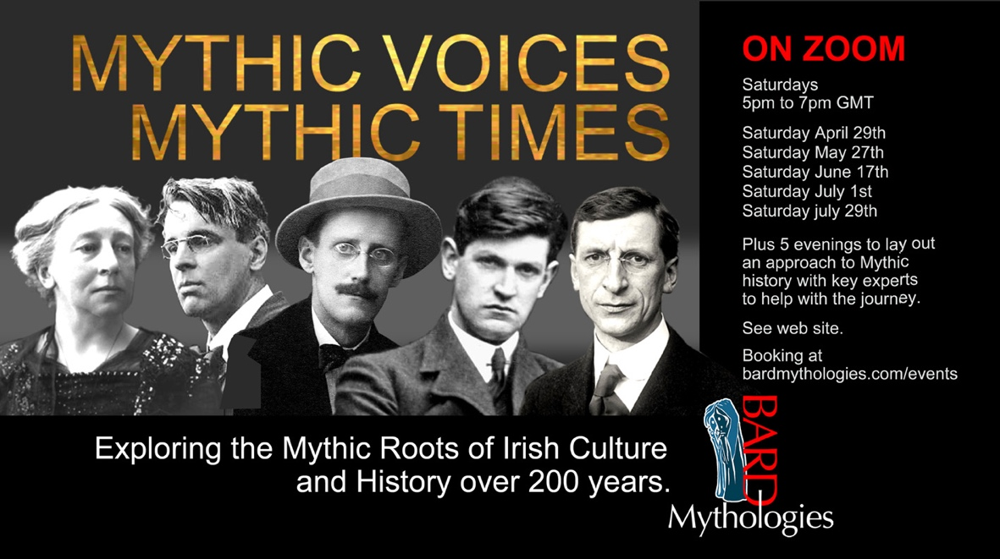 MYTHIC VOICES
MYTHIC TIMES
Exploring the Mythic Roots of Irish Culture
and History over 200 years.
ON ZOOM
Saturdays
5pm to 7pm GMT
Saturday April 29th
Saturday May 27th
Saturday June 17th
Saturday July 1st
Saturday july 29th
Plus 5 evenings to lay out
an approach to Mythic
history with key experts
to help with the journey.
See web site.
Booking at
bardmythologies.com/events
BARD
Mythologies